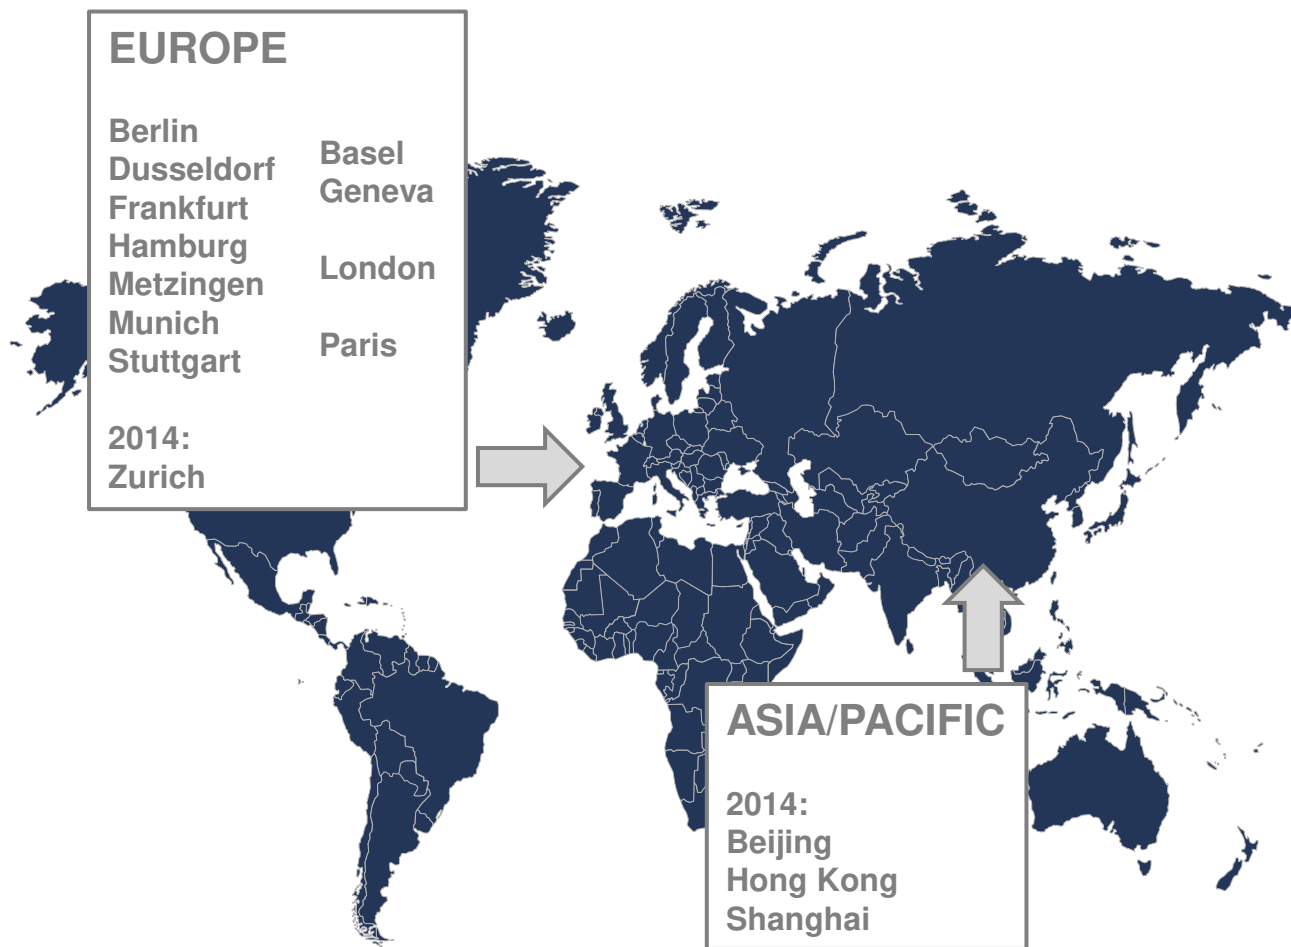 EUROPE
Berlin
Dusseldorf
Frankfurt
Hamburg
Metzingen
Munich
Stuttgart
2014:
Zurich
Basel
Geneva
London
Paris
ASIA/PACIFIC
2014:
Beijing
Hong Kong
Shanghai